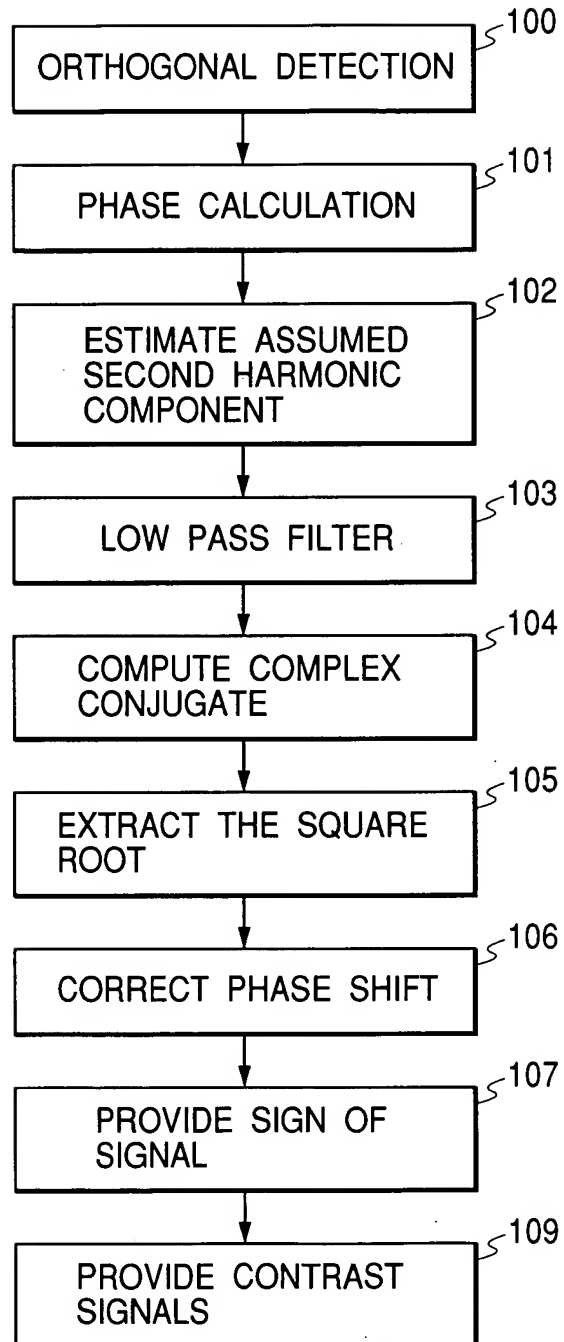 100
ORTHOGONAL DETECTION
101
PHASE CALCULATION
102
ESTIMATE ASSUMED
SECOND HARMONIC
COMPONENT
103
LOW PASS FILTER
104
COMPUTE COMPLEX
CONJUGATE
105
EXTRACT THE SQUARE
ROOT
106
CORRECT PHASE SHIFT
107
PROVIDE SIGN OF
SIGNAL
109
PROVIDE CONTRAST
SIGNALS